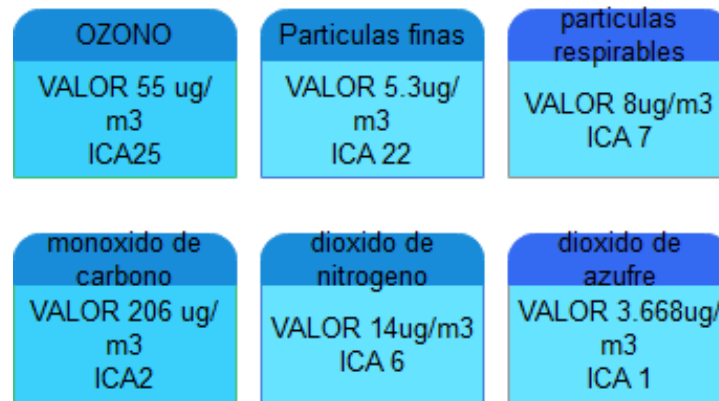 OZONO
VALOR 55 ug/
m3
ICA25
Particulas finas
VALOR 5.3ug/
m3
ICA 22
particulas
respirables
VALOR 8ug/m3
ICA 7
monoxido de
carbono
VALOR 206 ug/
m3
ICA2
dioxido de
nitrogeno
VALOR 14ug/m3
ICA 6
dioxido de
azufre
VALOR 3.668ug/
m3
ICA 1